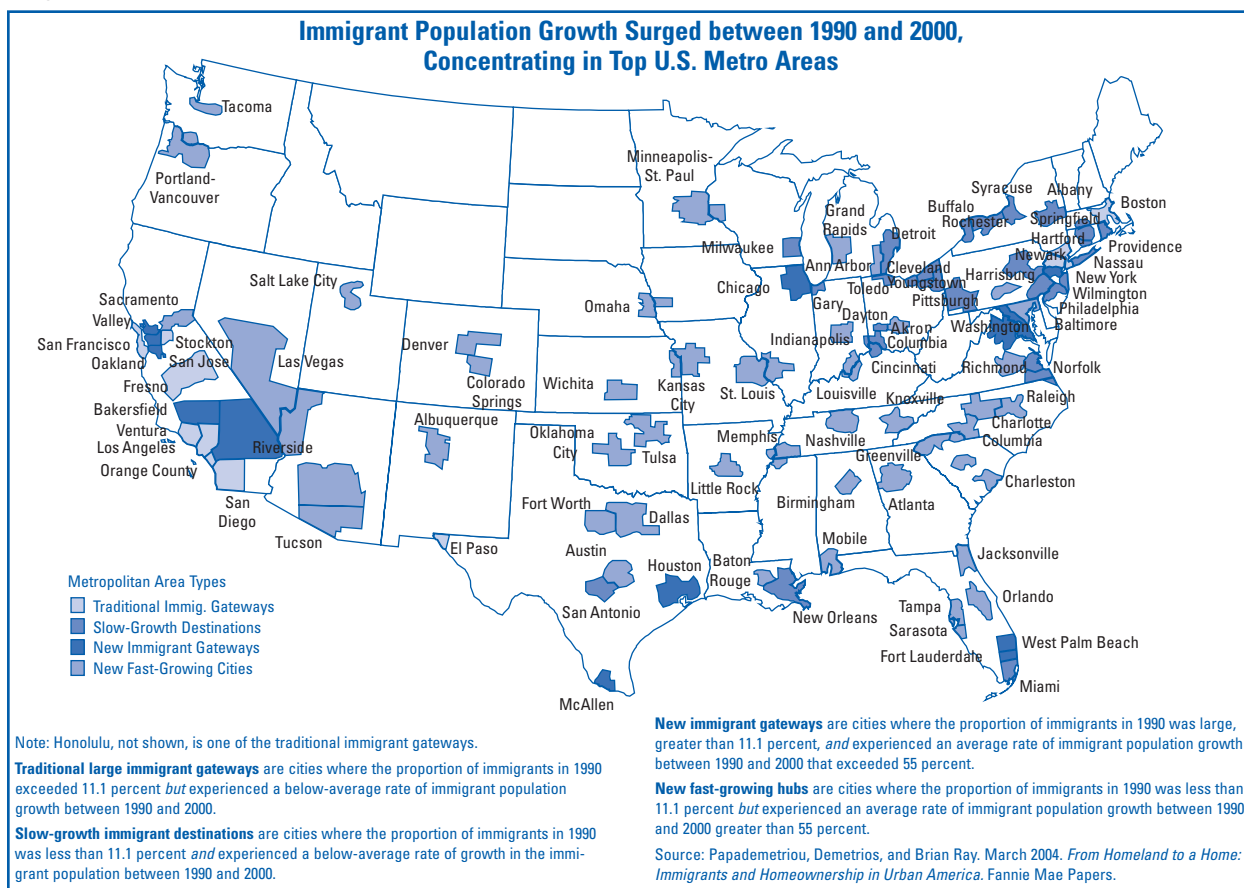 Immigrant Population Growth Surged between 1990 and 2000,
Concentrating in Top U.S. Metro Areas
Tacoma
Portland-
Vancouver
Minneapolis-
St. Paul
Syracuse
Albany
Buffalo
Rochester
Springfield
Boston
Grand
Rapids
Detroit
Hartford
Providence
Milwaukee
Newark
Nassau
Ann Arbor
Cleveland
Harrisburg
New York
Salt Lake City
Chicago
Toledo
Youngstown
Wilmington
Omaha
Gary
Pittsburgh
Philadelphia
Sacramento
Dayton
Akron
Washington
Baltimore
Valley
Stockton
Denver
Indianapolis
Columbia
San Francisco
San Jose
Las Vegas
Oakland
Cincinnati
Richmond
Norfolk
Fresno
Colorado
Springs
Wichita
Kansas
City
St. Louis
Louisville
Knoxville
Raleigh
Bakersfield
Albuquerque
Ventura
Oklahoma
City
Memphis
Nashville
Charlotte
Columbia
Los Angeles
Riverside
Tulsa
Greenville
Orange County
Little Rock
Charleston
San
Diego
Fort Worth
Dallas
Birmingham
Atlanta
Tucson
El Paso
Austin
Houston
Baton
Rouge
Mobile
Jacksonville
San Antonio
New Orleans
Orlando
Tampa
Sarasota
West Palm Beach
Fort Lauderdale
Miami
McAllen
Metropolitan Area Types
Traditional Immig. Gateways
Slow-Growth Destinations
New Immigrant Gateways
New Fast-Growing Cities
Note: Honolulu, not shown, is one of the traditional immigrant gateways.
Traditional large immigrant gateways are cities where the proportion of immigrants in 1990
exceeded 11.1 percent but experienced a below-average rate of immigrant population
growth between 1990 and 2000.
Slow-growth immigrant destinations are cities where the proportion of immigrants in 1990
was less than 11.1 percent and experienced a below-average rate of growth in the immi-
grant population between 1990 and 2000.
New immigrant gateways are cities where the proportion of immigrants in 1990 was large,
greater than 11.1 percent, and experienced an average rate of immigrant population growth
between 1990 and 2000 that exceeded 55 percent.
New fast-growing hubs are cities where the proportion of immigrants in 1990 was less than
11.1 percent but experienced an average rate of immigrant population growth between 1990
and 2000 greater than 55 percent.
Source: Papademetriou, Demetrios, and Brian Ray. March 2004. From Homeland to a Home:
Immigrants and Homeownership in Urban America. Fannie Mae Papers.